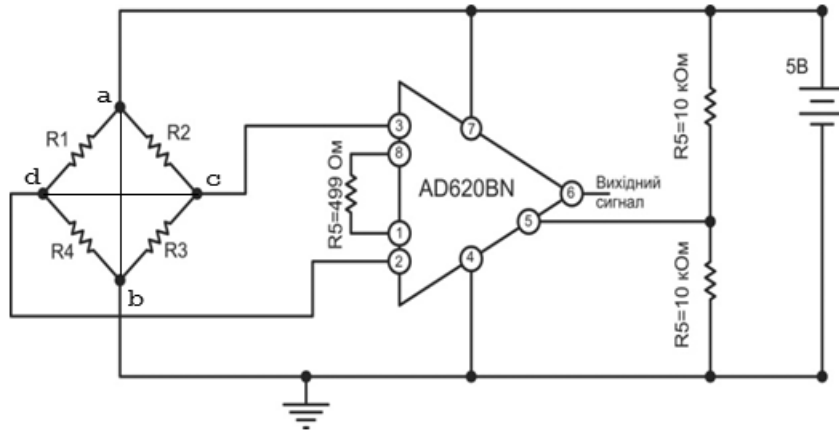 a
R1
R2
d
c
R4
R3
b
3
8
1
2
7
6
5
4
R5=499 Ом
AD620BN
Вихідний
сигнал
R5=10 кОм
R5=10 кОм
5В